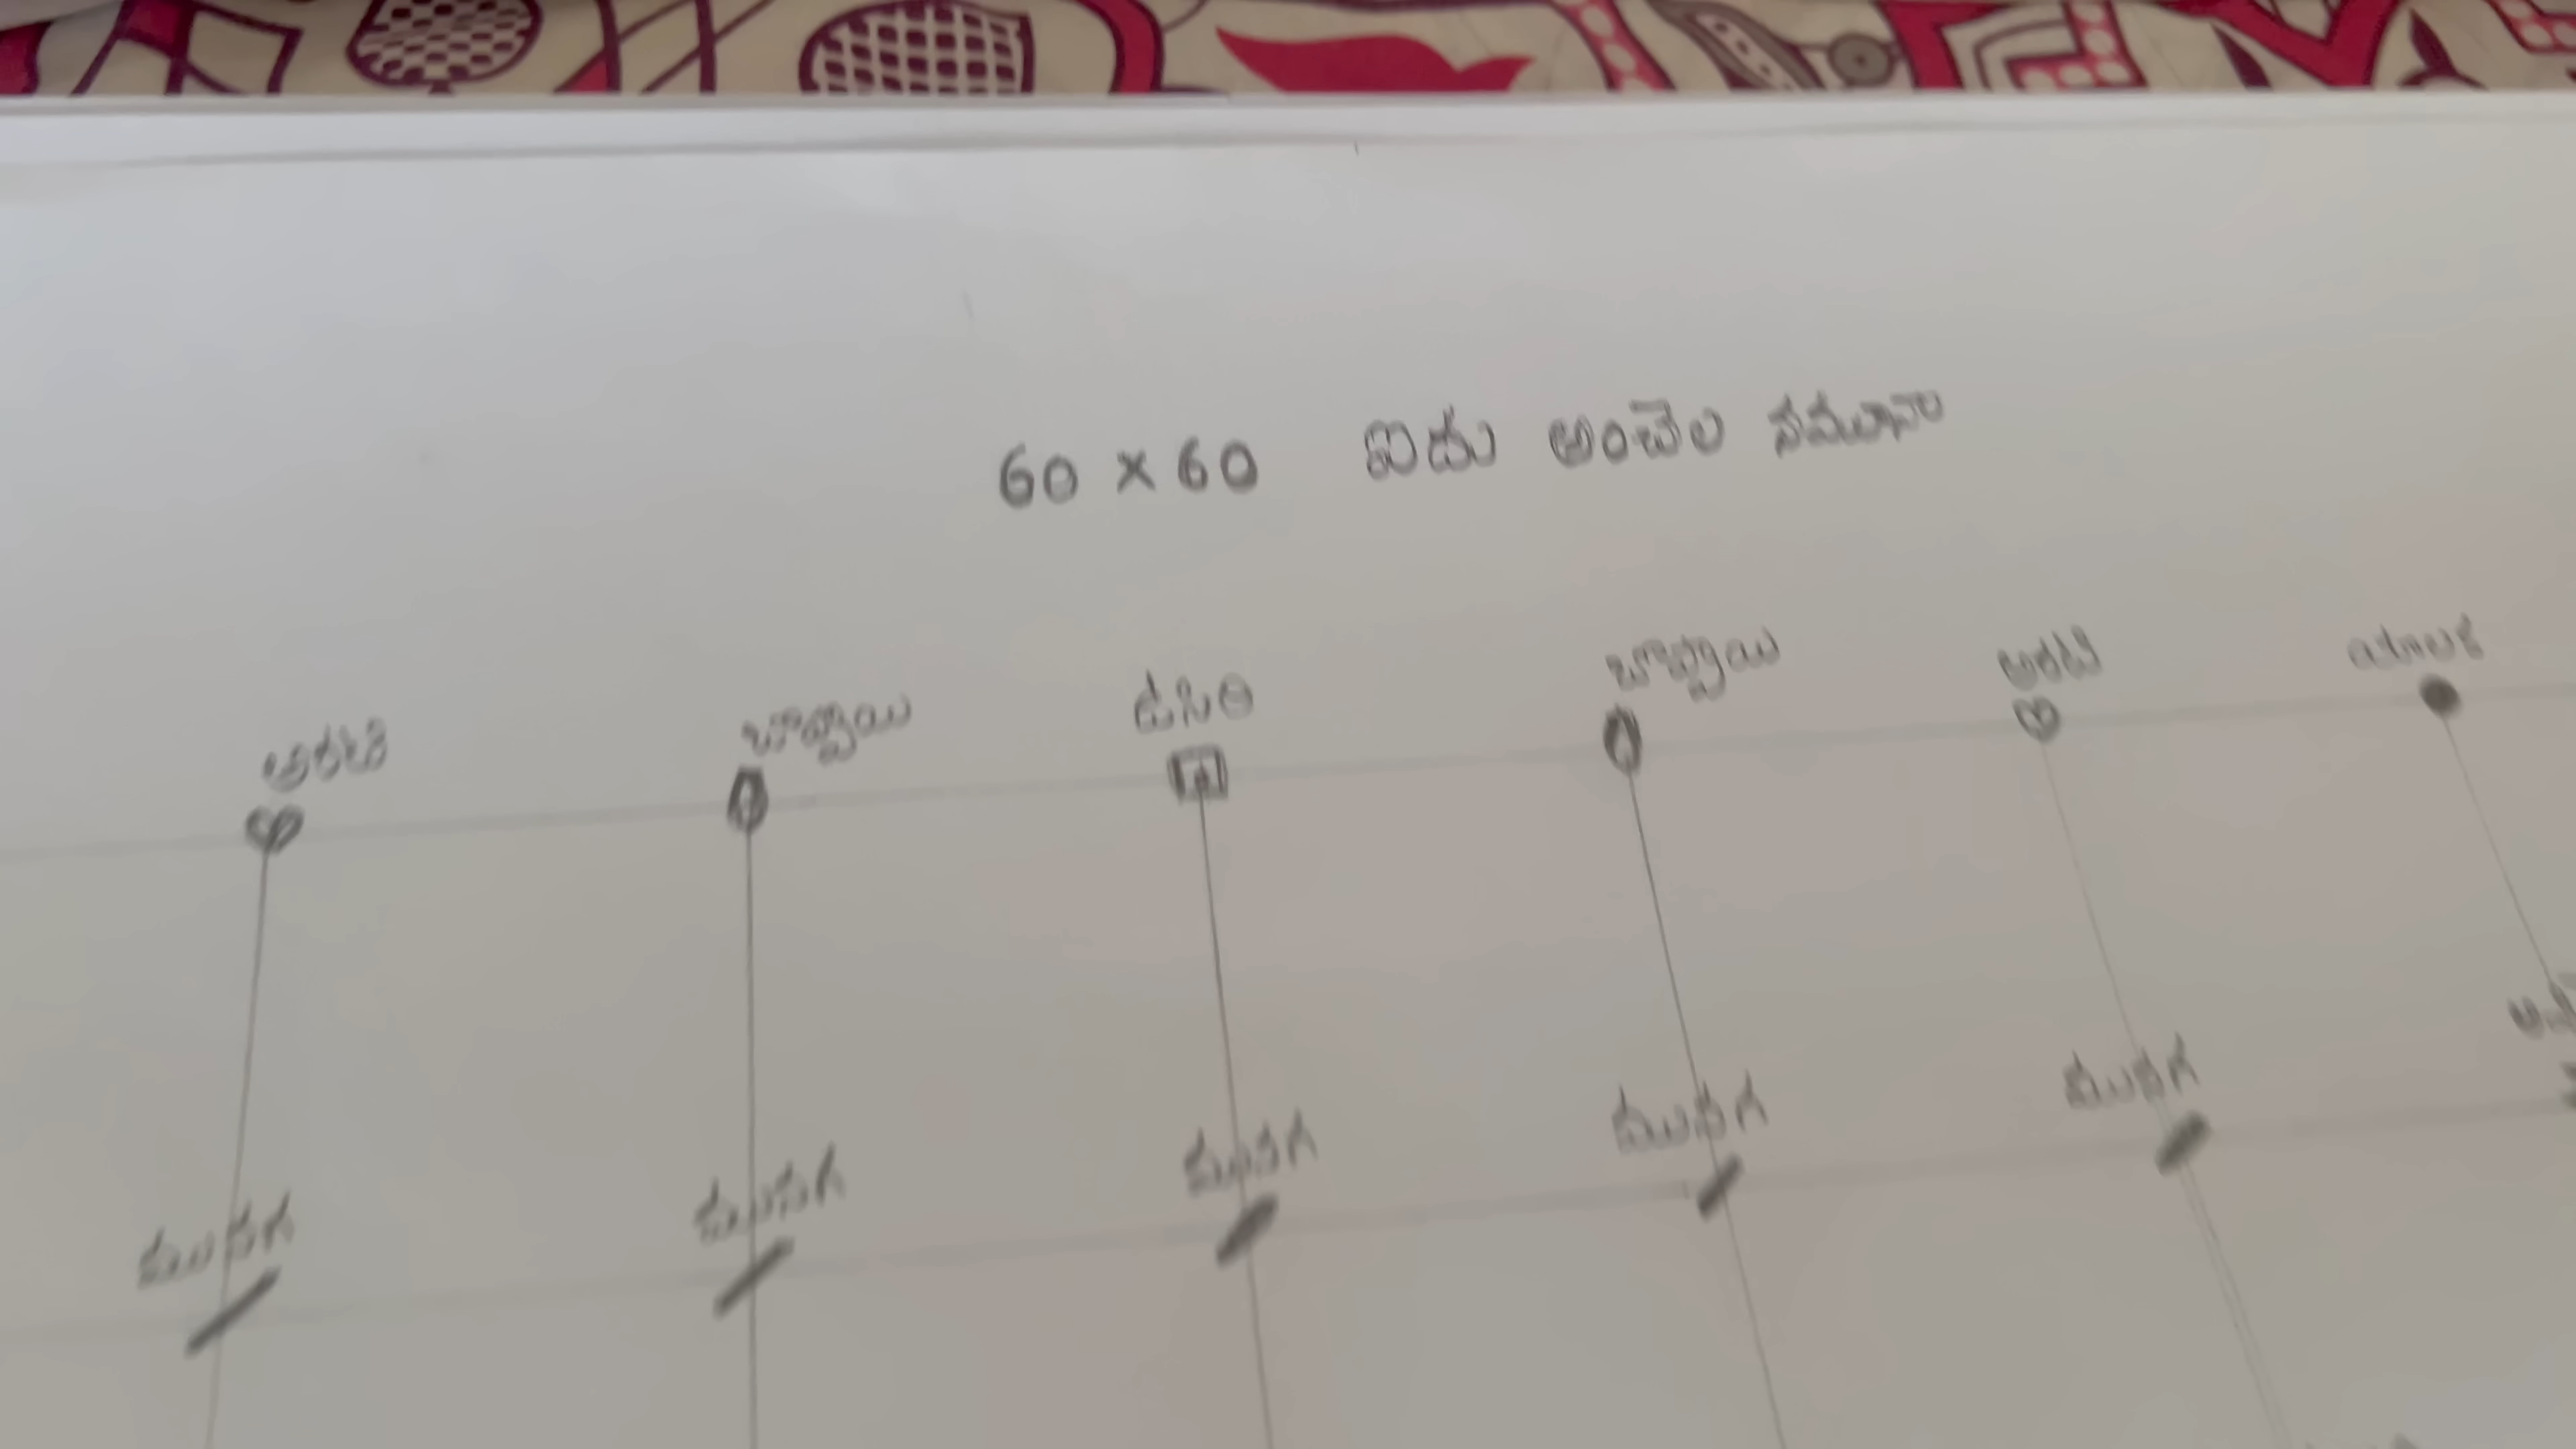 60 × 60 ఐదు అంచెల నమూనా
అరటి బొప్పాయి ఉసిరి బొప్పాయి అరటి
మునగ మునగ మునగ మునగ మునగ